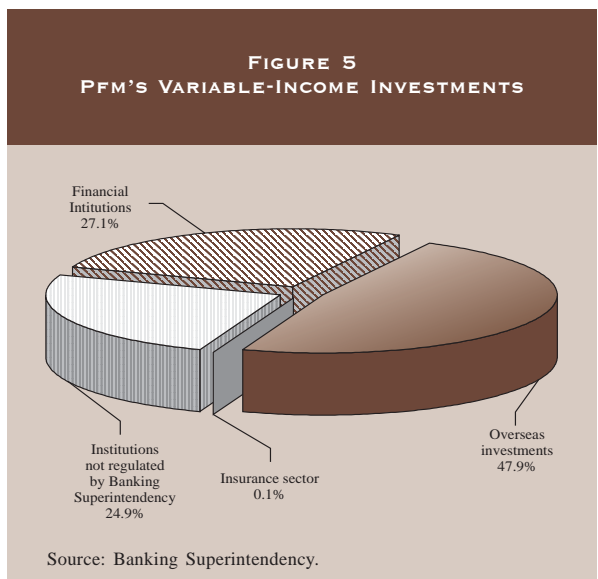 FIGURE 5
PFM'S VARIABLE-INCOME INVESTMENTS
Financial
Intitutions
27.1%
Overseas
investments
47.9%
Institutions
not regulated
by Banking
Superintendency
24.9%
Insurance sector
0.1%
Source: Banking Superintendency.